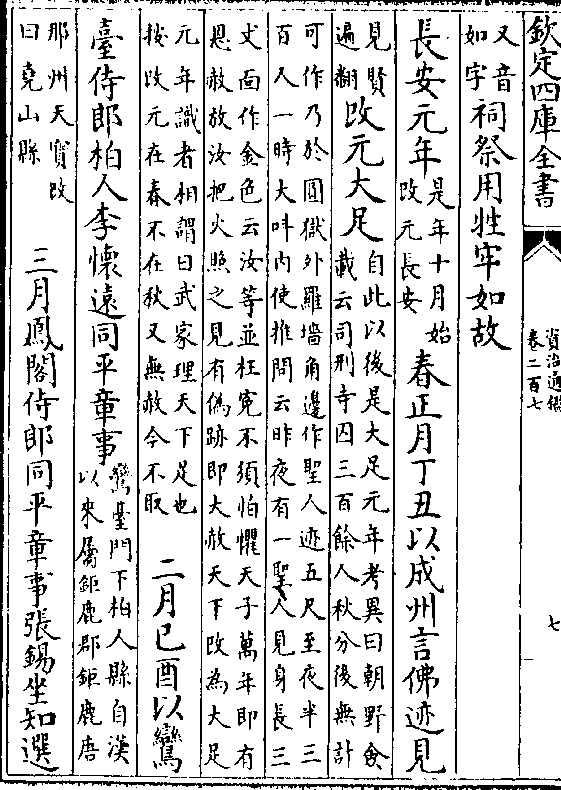 欽定四庫全書
資治通鑑
卷二百七
七
又音
如字
祠祭用牲牢如故
長安元年
是年十月始
改元長安
春正月丁丑以成州言佛迹見
見賢
遍翻
改元大足
自此以後是大足元年考異曰朝野僉
載云司刑寺囚三百餘人秋分後無計
可作乃於圓獄外羅墻角邊作聖人迹五尺至夜半三
百人一時大呌内使推問云昨夜有一聖人見身長三
丈面作金色云汝等並枉寃不須怕懼天子萬年即有
恩赦放汝把火照之見有偽跡即大赦天下改為大足
元年識者相謂曰武家理天下足也
按改元在春不在秋又無赦今不取
二月己酉以鸞
臺侍郎柏人李懷遠同平章事
鸞臺門下柏人縣自漢
以來屬鉅鹿郡鉅鹿唐
邢州天寶改
曰堯山縣
三月鳳閣侍郎同平章事張錫坐知選